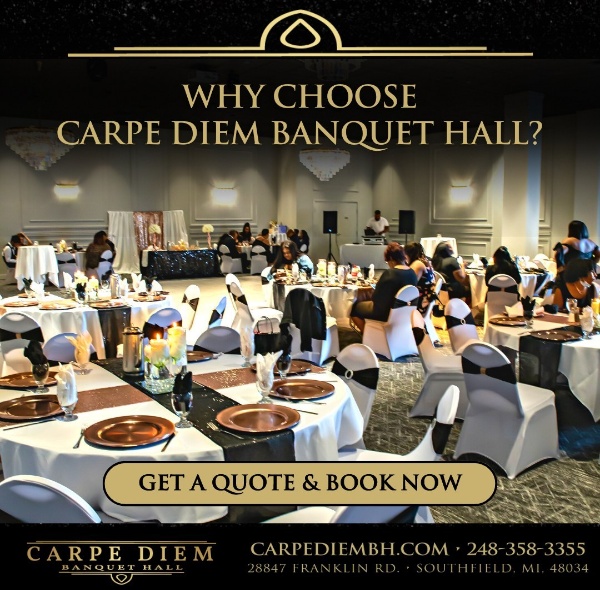 WHY CHOOSE
CARPE DIEM BANQUET HALL?
GET A QUOTE & BOOK NOW
CARPE DIEM
BANQUET HALL
CARPEDIEMBH.COM • 248-358-3355
28847 FRANKLIN RD. • SOUTHFIELD, MI. 48034